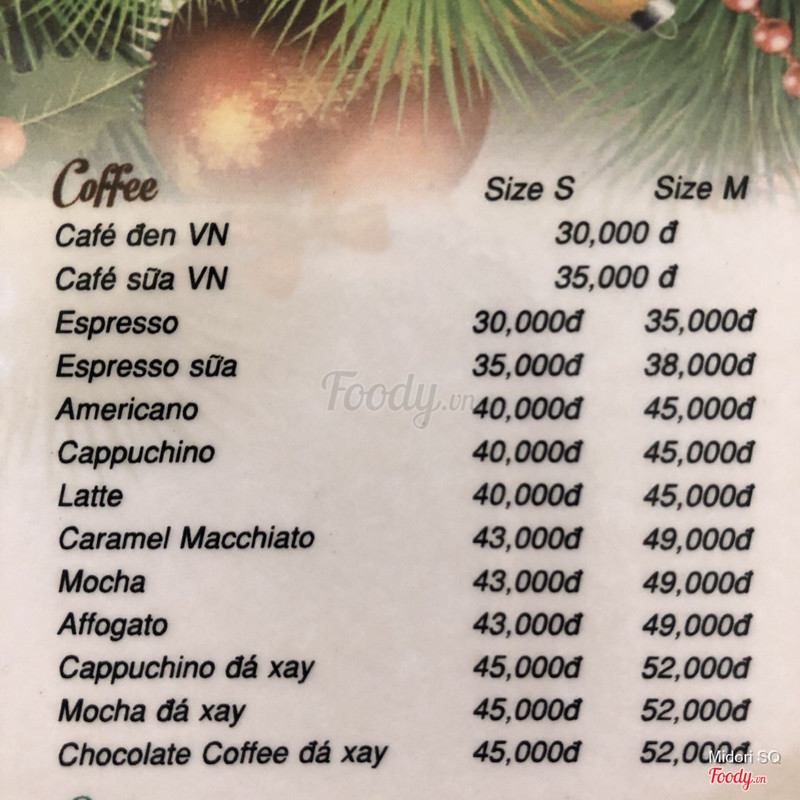 Coffee Size S Size M
Café đen VN 30,000 đ
Café sữa VN 35,000 đ
Espresso 30,000đ 35,000đ
Espresso sữa 35,000đ 38,000đ
Foody.vn
Americano 40,000đ 45,000đ
Cappuchino 40,000đ 45,000đ
Latte 40,000đ 45,000đ
Caramel Macchiato 43,000đ 49,000đ
Mocha 43,000đ 49,000đ
Affogato 43,000đ 49,000đ
Cappuchino đá xay 45,000đ 52,000đ
Mocha đá xay 45,000đ 52,000đ
Chocolate Coffee đá xay 45,000đ 52,000đ
Midori SQ
Foody.vn